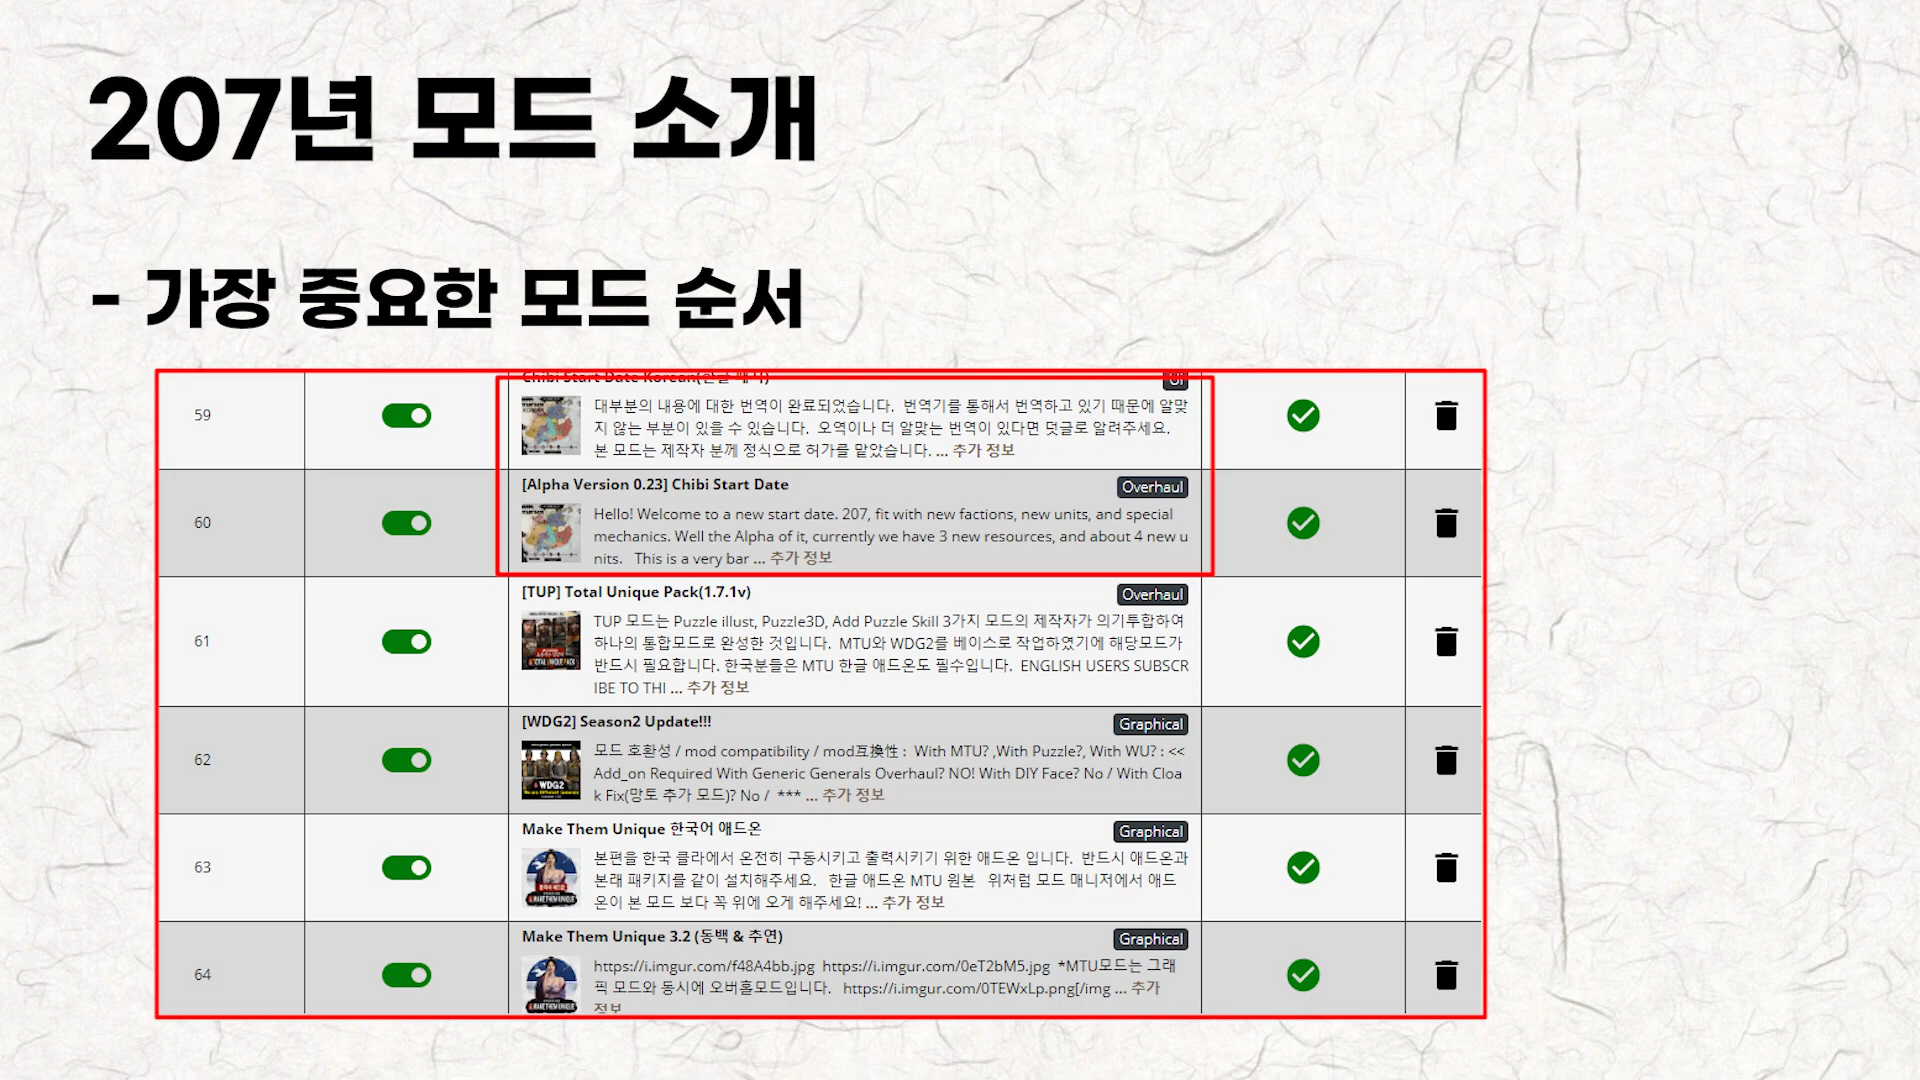 207년 모드 소개
- 가장 중요한 모드 순서
Chibi Start Date Korean(한글 패치)
UI
59
대부분의 내용에 대한 번역이 완료되었습니다. 번역기를 통해서 번역하고 있기 때문에 알맞
지 않는 부분이 있을 수 있습니다. 오역이나 더 알맞는 번역이 있다면 덧글로 알려주세요.
본 모드는 제작자 분께 정식으로 허가를 맡았습니다. ... 추가 정보
[Alpha Version 0.23] Chibi Start Date
Overhaul
60
Hello! Welcome to a new start date. 207, fit with new factions, new units, and special
mechanics. Well the Alpha of it, currently we have 3 new resources, and about 4 new u
nits. This is a very bar ... 추가 정보
[TUP] Total Unique Pack(1.7.1v)
Overhaul
61
TUP 모드는 Puzzle illust, Puzzle3D, Add Puzzle Skill 3가지 모드의 제작자가 의기투합하여
하나의 통합모드로 완성한 것입니다. MTU와 WDG2를 베이스로 작업하였기에 해당모드가
반드시 필요합니다. 한국분들은 MTU 한글 애드온도 필수입니다. ENGLISH USERS SUBSCR
IBE TO THI ... 추가 정보
[WDG2] Season2 Update!!!
Graphical
62
모드 호환성 / mod compatibility / mod互換性 : With MTU? ,With Puzzle?, With WU? : <<
Add_on Required With Generic Generals Overhaul? NO! With DIY Face? No / With Cloa
k Fix(망토 추가 모드)? No / *** ... 추가 정보
WDG2
Make Them Unique 한국어 애드온
Graphical
63
본편을 한국 클라에서 온전히 구동시키고 출력시키기 위한 애드온 입니다. 반드시 애드온과
본래 패키지를 같이 설치해주세요. 한글 애드온 MTU 원본 위처럼 모드 매니저에서 애드
온이 본 모드 보다 꼭 위에 오게 해주세요! ... 추가 정보
Make Them Unique 3.2 (동백 & 추연)
Graphical
64
https://i.imgur.com/f48A4bb.jpg https://i.imgur.com/0eT2bM5.jpg *MTU모드는 그래
픽 모드와 동시에 오버홀모드입니다. https://i.imgur.com/0TEWxLp.png[/img ... 추가
정보